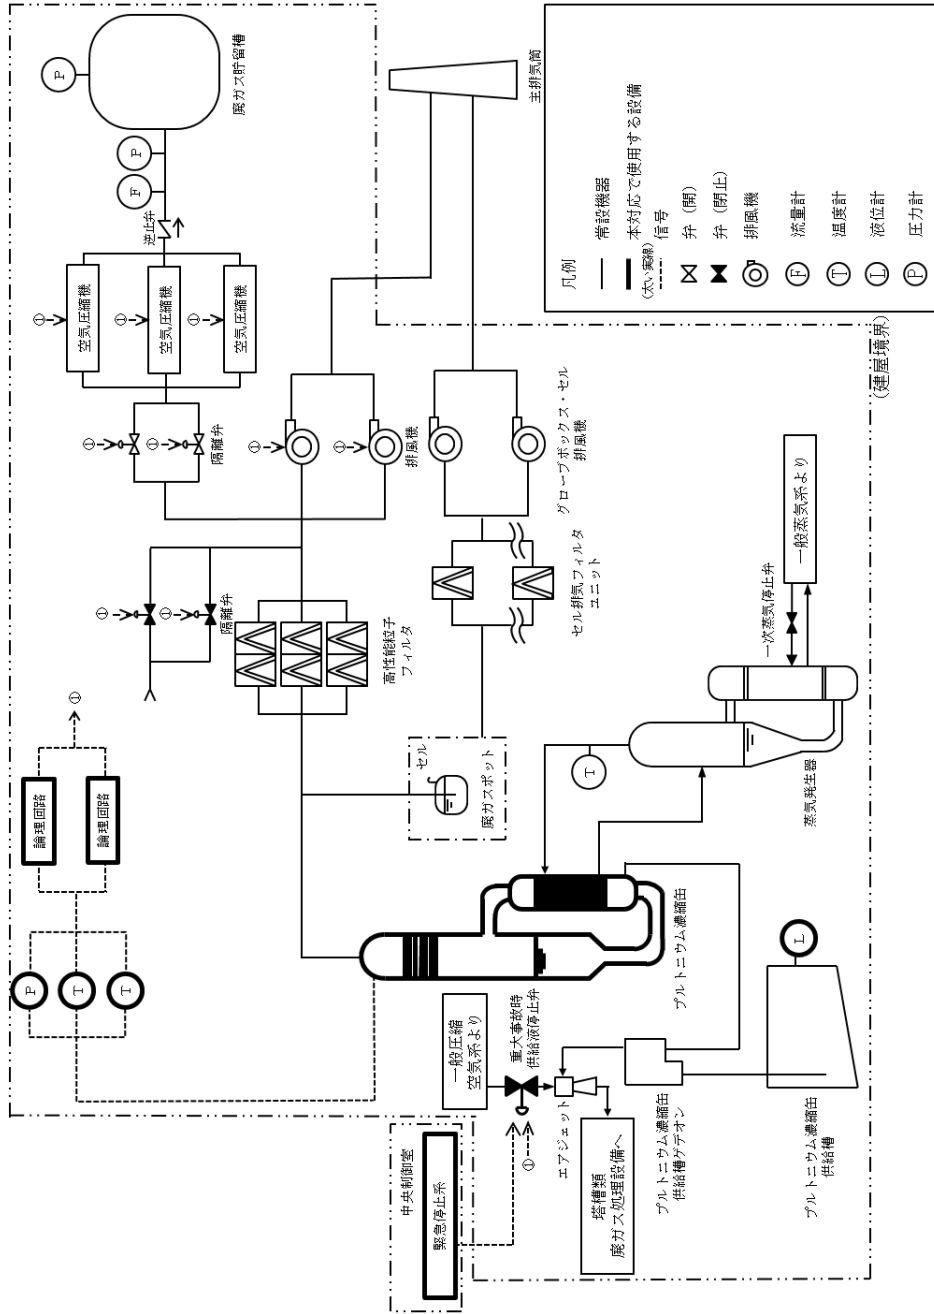 中央制御室
緊急停止系
P
T
T
論理回路
論理回路
①
①
①
隔離弁
①
①
隔離弁
①
空気圧縮機
①
空気圧縮機
①
空気圧縮機
逆止弁
F
P
P
廃ガス貯留槽
高性能粒子
フィルタ
①
①
排風機
セル
廃ガスポット
主排気筒
一般圧縮
空気系より
重大事故時
供給液停止弁
①
エアジェット
塔槽類
廃ガス処理設備へ
プルトニウム濃縮缶
供給槽ゲデオン
プルトニウム濃縮缶
セル排気フィルタ
ユニット
グローブボックス・セル
排風機
T
蒸気発生器
一次蒸気停止弁
一般蒸気系より
L
プルトニウム濃縮缶
供給槽
(建屋境界)
凡例
常設機器
本対応で使用する設備
(太い実線)
信号
弁（開）
弁（閉止）
排風機
F 流量計
T 温度計
L 液位計
P 圧力計